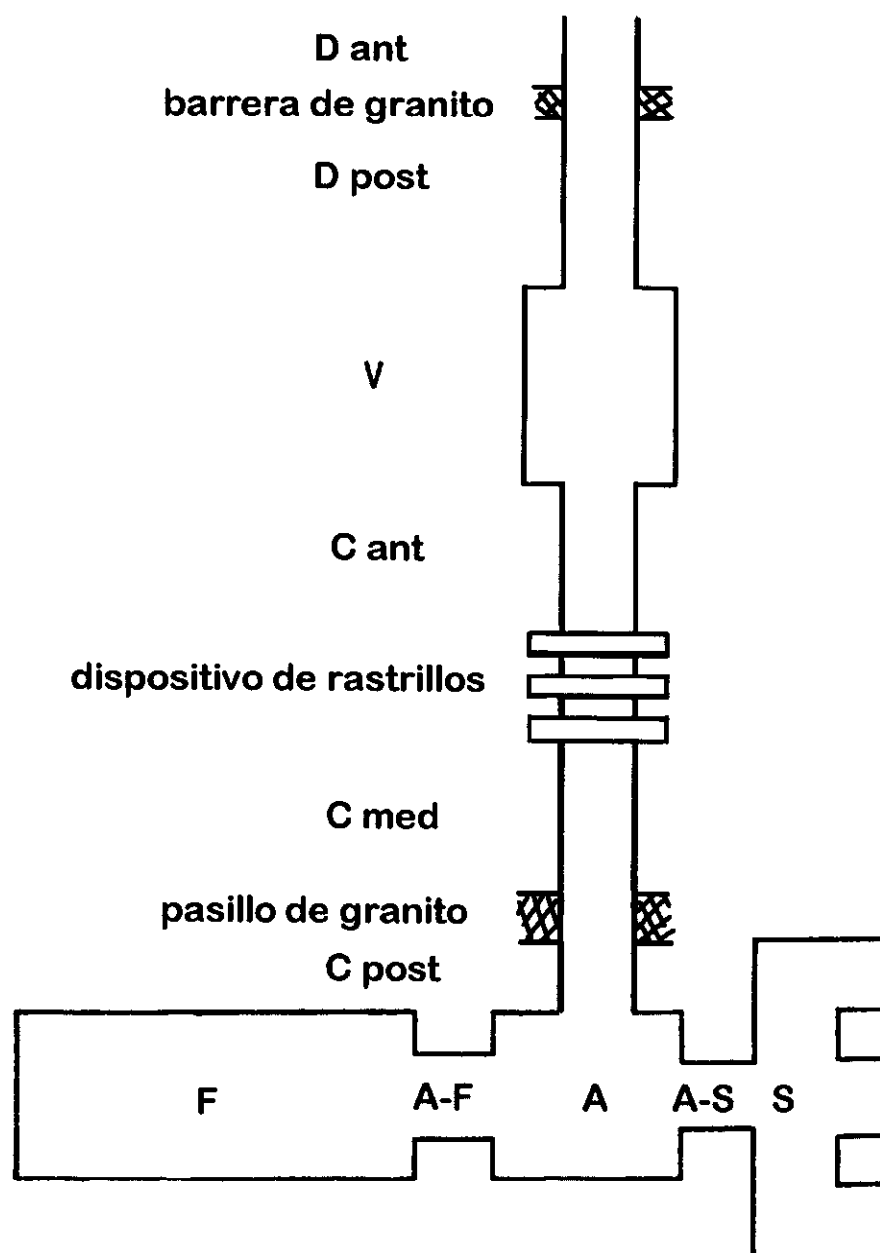 D ant
barrera de granito
D post
V
C ant
dispositivo de rastrillos
C med
pasillo de granito
C post
F A-F A A-S S